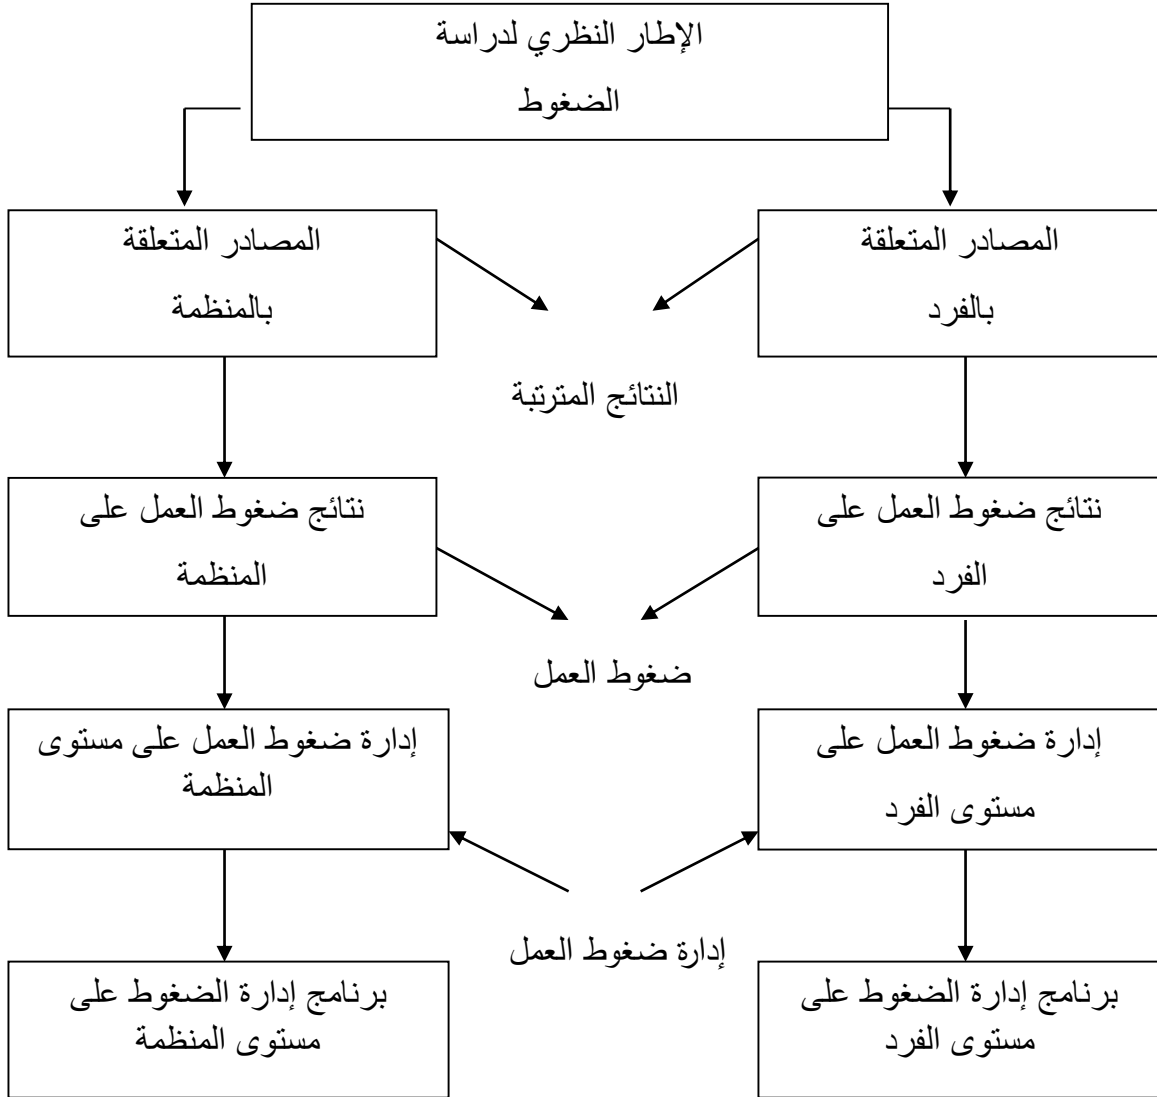 الإطار النظري لدراسة
الضغوط
المصادر المتعلقة
بالفرد
المصادر المتعلقة
بالمنظمة
النتائج المترتبة
نتائج ضغوط العمل على
الفرد
نتائج ضغوط العمل على
المنظمة
ضغوط العمل
إدارة ضغوط العمل على
مستوى الفرد
إدارة ضغوط العمل على مستوى
المنظمة
إدارة ضغوط العمل
برنامج إدارة الضغوط على
مستوى الفرد
برنامج إدارة الضغوط على
مستوى المنظمة